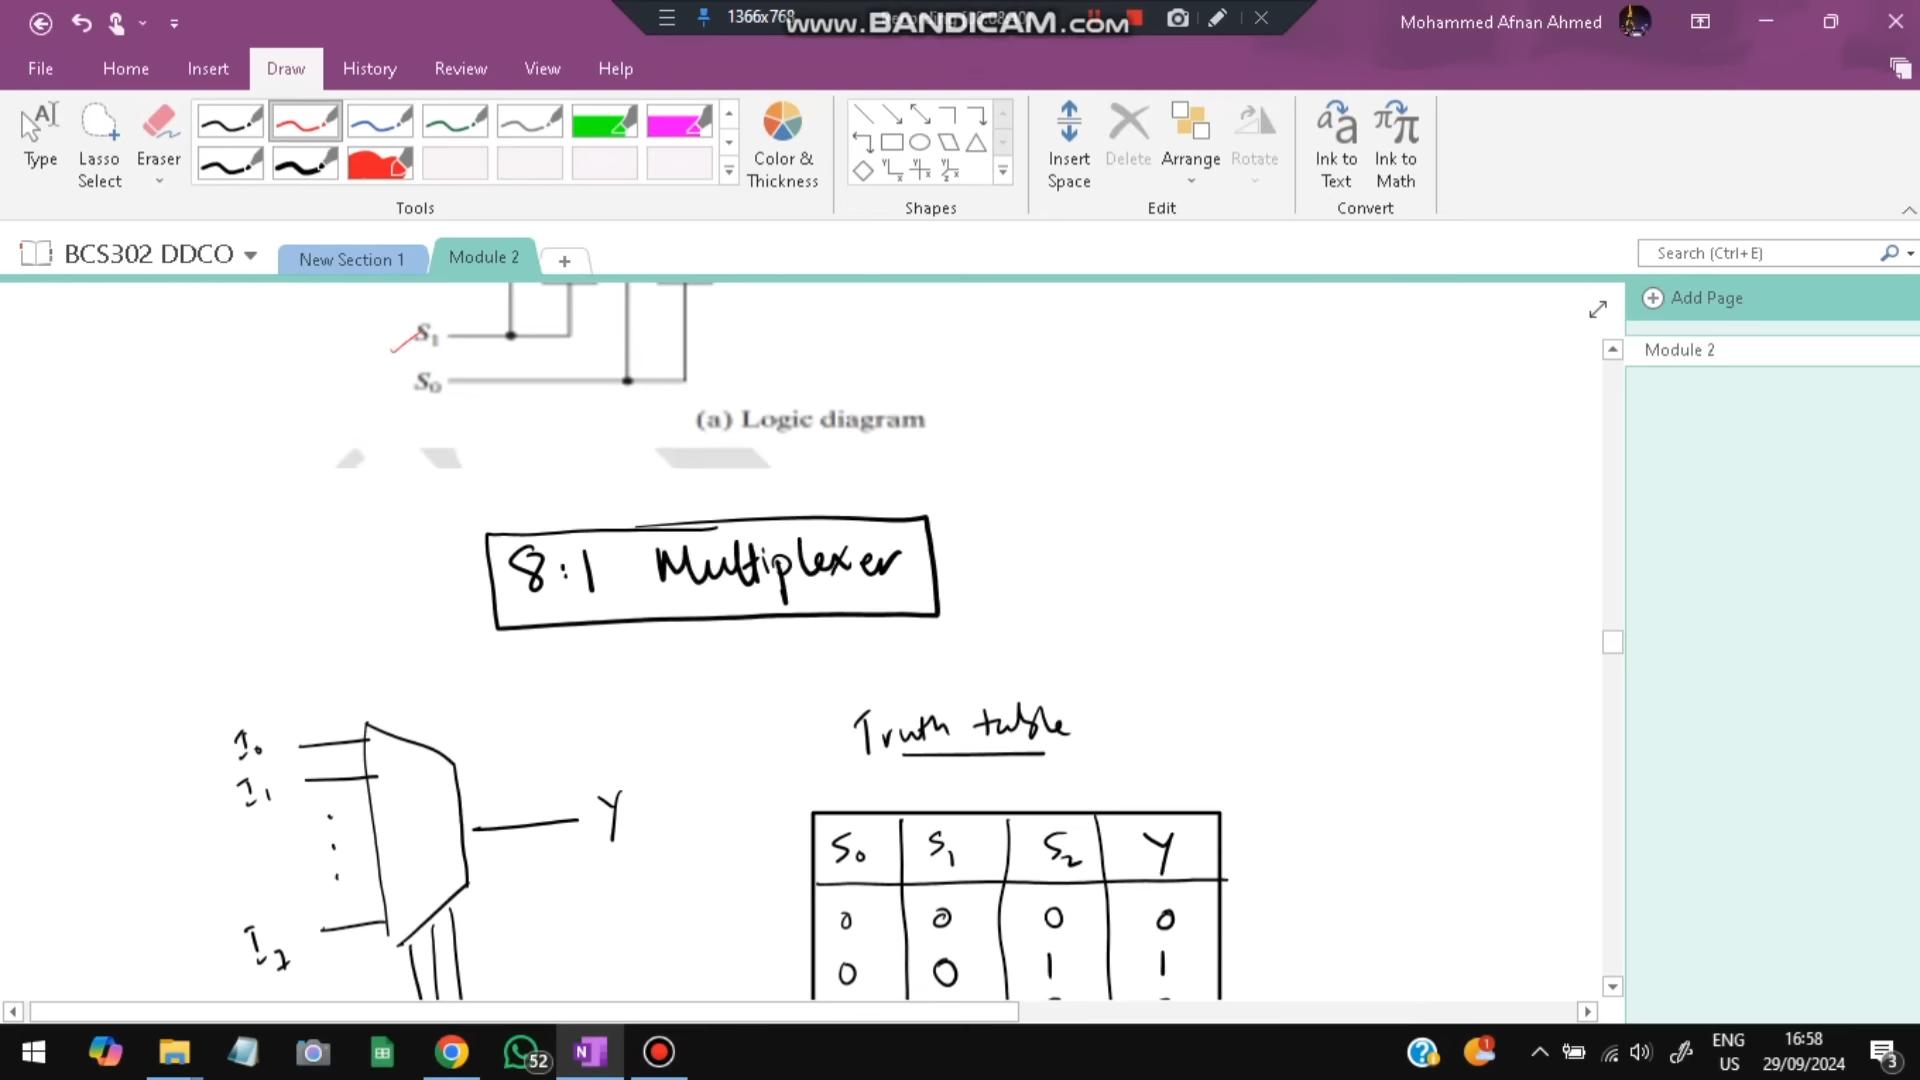 1366x768
www.BANDICAM.com
Mohammed Afnan Ahmed
File Home Insert Draw History Review View Help
Type
Lasso Select
Eraser
Color & Thickness
Insert Space
Delete
Arrange
Rotate
Ink to Text
Ink to Math
Tools
Shapes
Edit
Convert
BCS302 DDCO
New Section 1
Module 2
Search (Ctrl+E)
Add Page
Module 2
S1
S0
(a) Logic diagram
8:1 Multiplexer
Truth table
I0
I1
I7
Y
S0 S1 S2 Y
0 0 0 0
0 0 1 1
52
1
ENG
US
16:58
29/09/2024
3